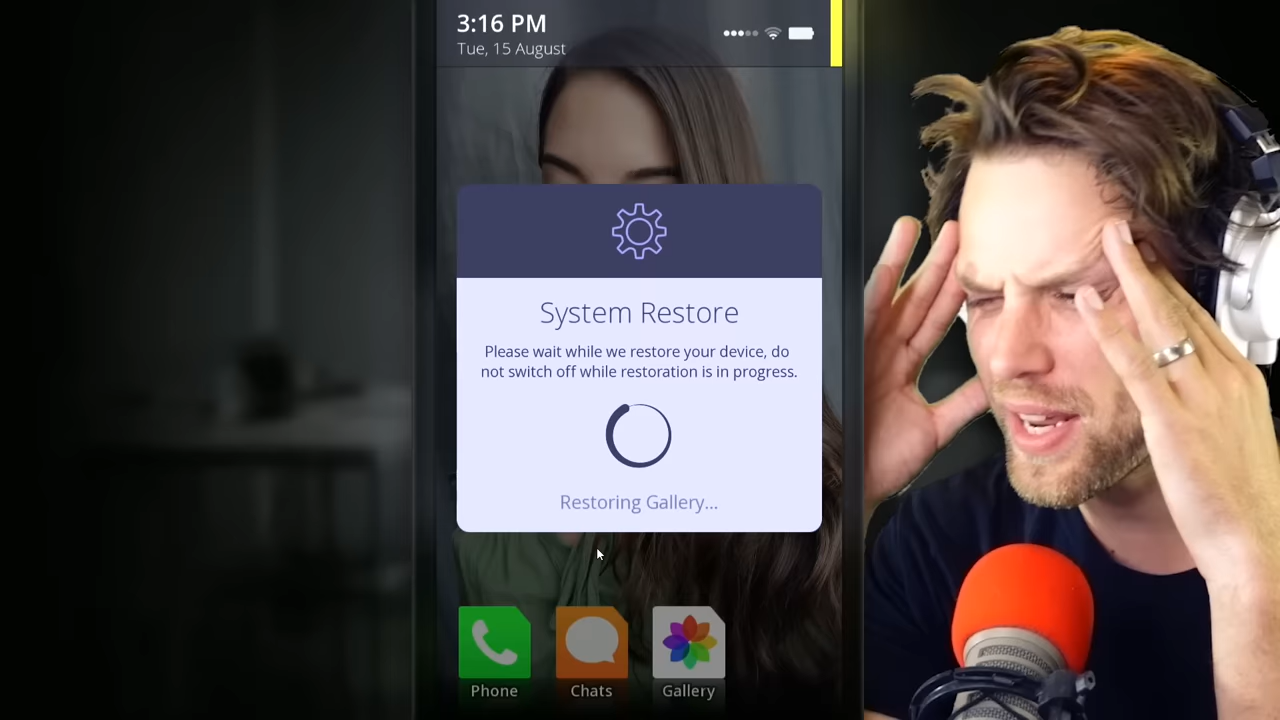 3:16 PM
Tue, 15 August
System Restore
Please wait while we restore your device, do
not switch off while restoration is in progress.
Restoring Gallery...
Phone
Chats
Gallery